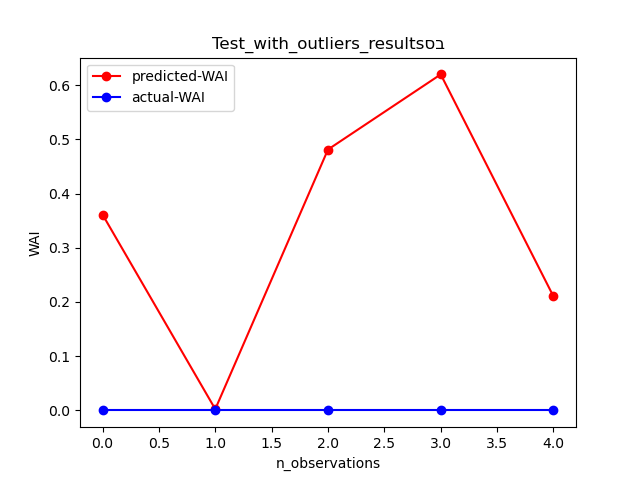 Test_with_outliers_resultsבס
predicted-WAI
actual-WAI
0.6
0.5
0.4
0.3
0.2
0.1
0.0
WAI
0.0 0.5 1.0 1.5 2.0 2.5 3.0 3.5 4.0
n_observations